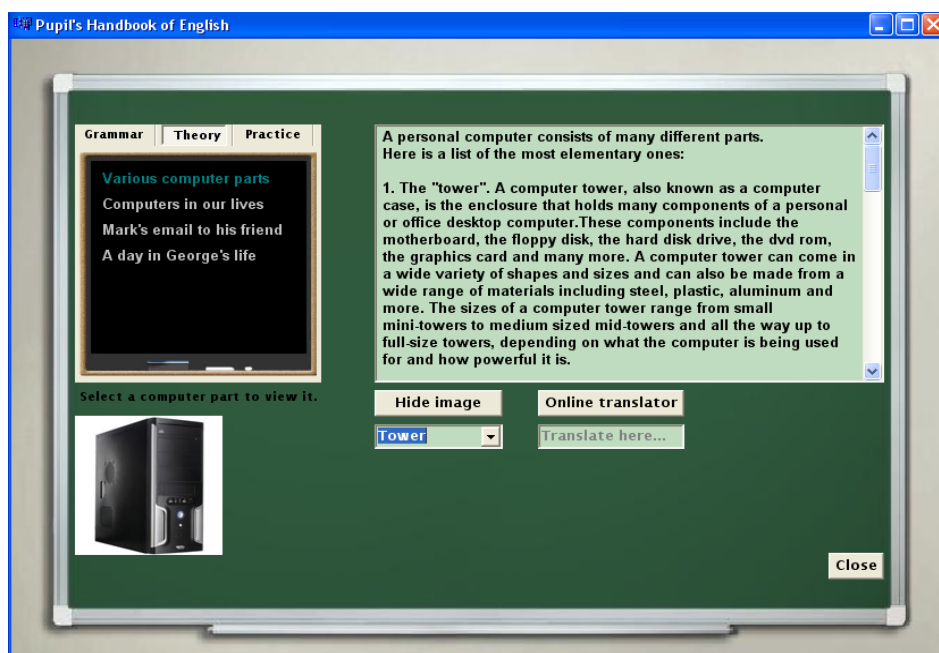 Pupil's Handbook of English
Grammar Theory Practice
Various computer parts
Computers in our lives
Mark's email to his friend
A day in George's life
A personal computer consists of many different parts.
Here is a list of the most elementary ones:
1. The "tower". A computer tower, also known as a computer
case, is the enclosure that holds many components of a personal
or office desktop computer.These components include the
motherboard, the floppy disk, the hard disk drive, the dvd rom,
the graphics card and many more. A computer tower can come in
a wide variety of shapes and sizes and can also be made from a
wide range of materials including steel, plastic, aluminum and
more. The sizes of a computer tower range from small
mini-towers to medium sized mid-towers and all the way up to
full-size towers, depending on what the computer is being used
for and how powerful it is.
Select a computer part to view it.
Hide image
Online translator
Tower
Translate here...
Close